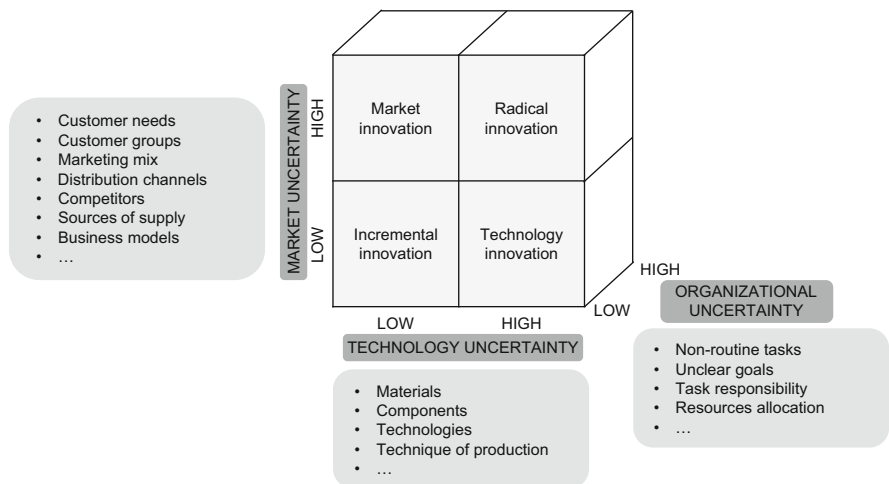 • Customer needs
• Customer groups
• Marketing mix
• Distribution channels
• Competitors
• Sources of supply
• Business models
• …
MARKET UNCERTAINTY
HIGH
LOW
Market
innovation
Radical
innovation
Incremental
innovation
Technology
innovation
LOW
HIGH
TECHNOLOGY UNCERTAINTY
• Materials
• Components
• Technologies
• Technique of production
• …
HIGH
LOW
ORGANIZATIONAL
UNCERTAINTY
• Non-routine tasks
• Unclear goals
• Task responsibility
• Resources allocation
• …